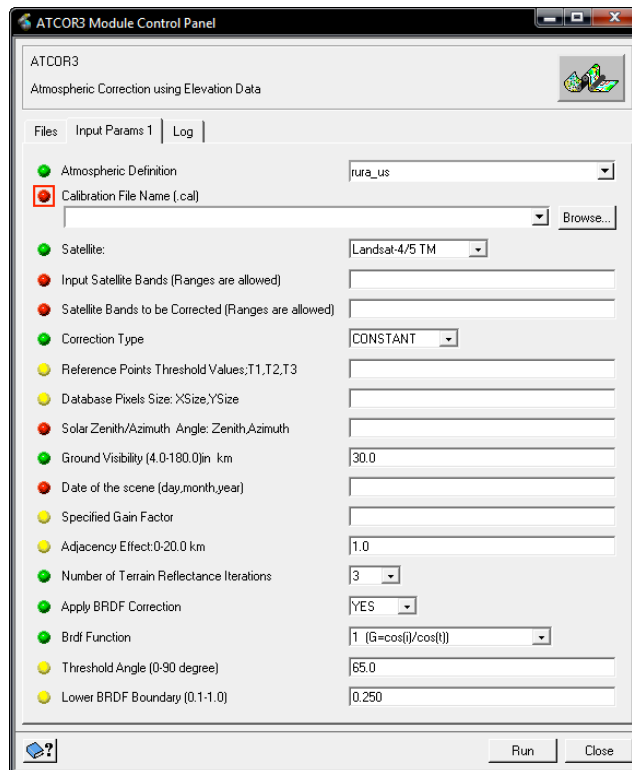 ATCOR3 Module Control Panel
ATCOR3
Atmospheric Correction using Elevation Data
Files Input Params 1 Log
Atmospheric Definition rura_us
Calibration File Name (.cal)
Browse...
Satellite: Landsat-4/5 TM
Input Satellite Bands (Ranges are allowed)
Satellite Bands to be Corrected (Ranges are allowed)
Correction Type CONSTANT
Reference Points Threshold Values;T1,T2,T3
Database Pixels Size: XSize,YSize
Solar Zenith/Azimuth Angle: Zenith,Azimuth
Ground Visibility (4.0-180.0)in km 30.0
Date of the scene (day,month,year)
Specified Gain Factor
Adjacency Effect:0-20.0 km 1.0
Number of Terrain Reflectance Iterations 3
Apply BRDF Correction YES
Brdf Function 1 (G=cos(i)/cos(t))
Threshold Angle (0-90 degree) 65.0
Lower BRDF Boundary (0.1-1.0) 0.250
? Run Close